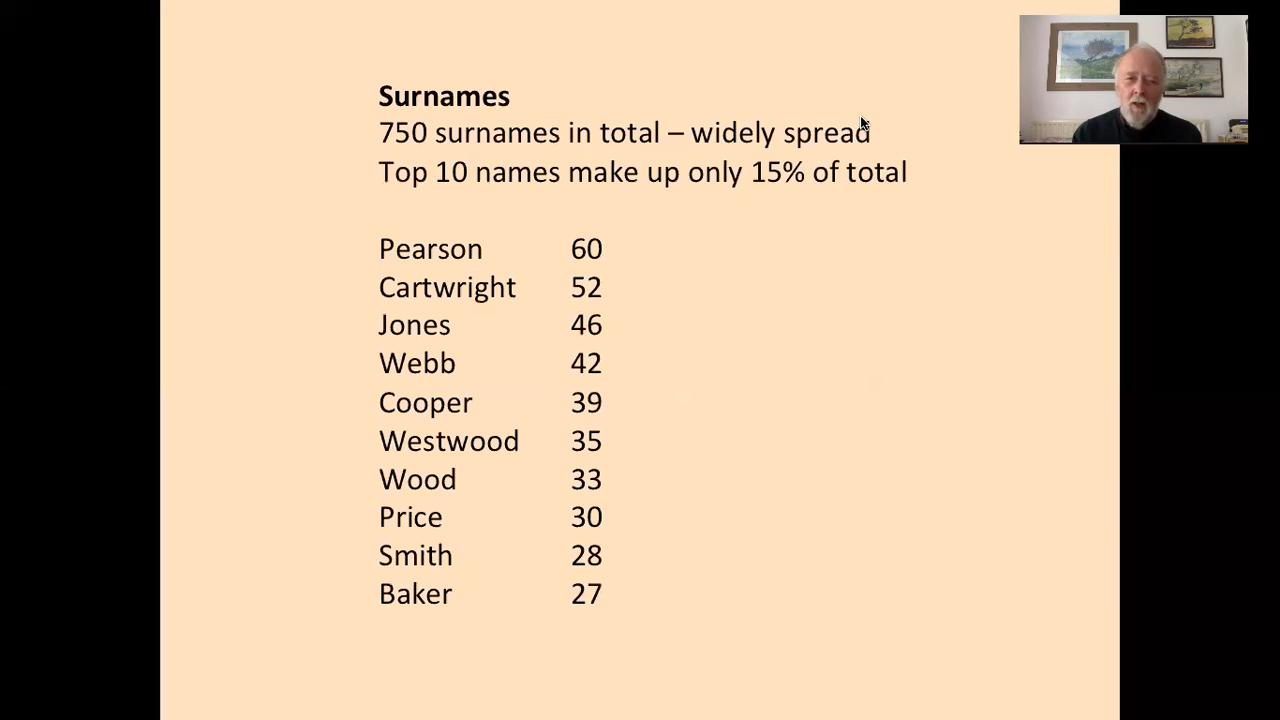 Surnames
750 surnames in total – widely spread
Top 10 names make up only 15% of total
Pearson 60
Cartwright 52
Jones 46
Webb 42
Cooper 39
Westwood 35
Wood 33
Price 30
Smith 28
Baker 27